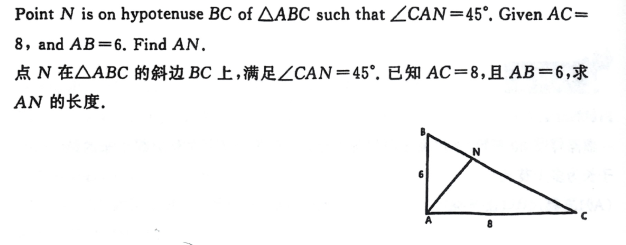 Point N is on hypotenuse BC of △ABC such that ∠CAN=45°. Given AC=
8, and AB=6. Find AN.
点 N 在△ABC 的斜边 BC 上,满足∠CAN=45°. 已知 AC=8,且 AB=6,求
AN 的长度.
B
N
6
A
8
C